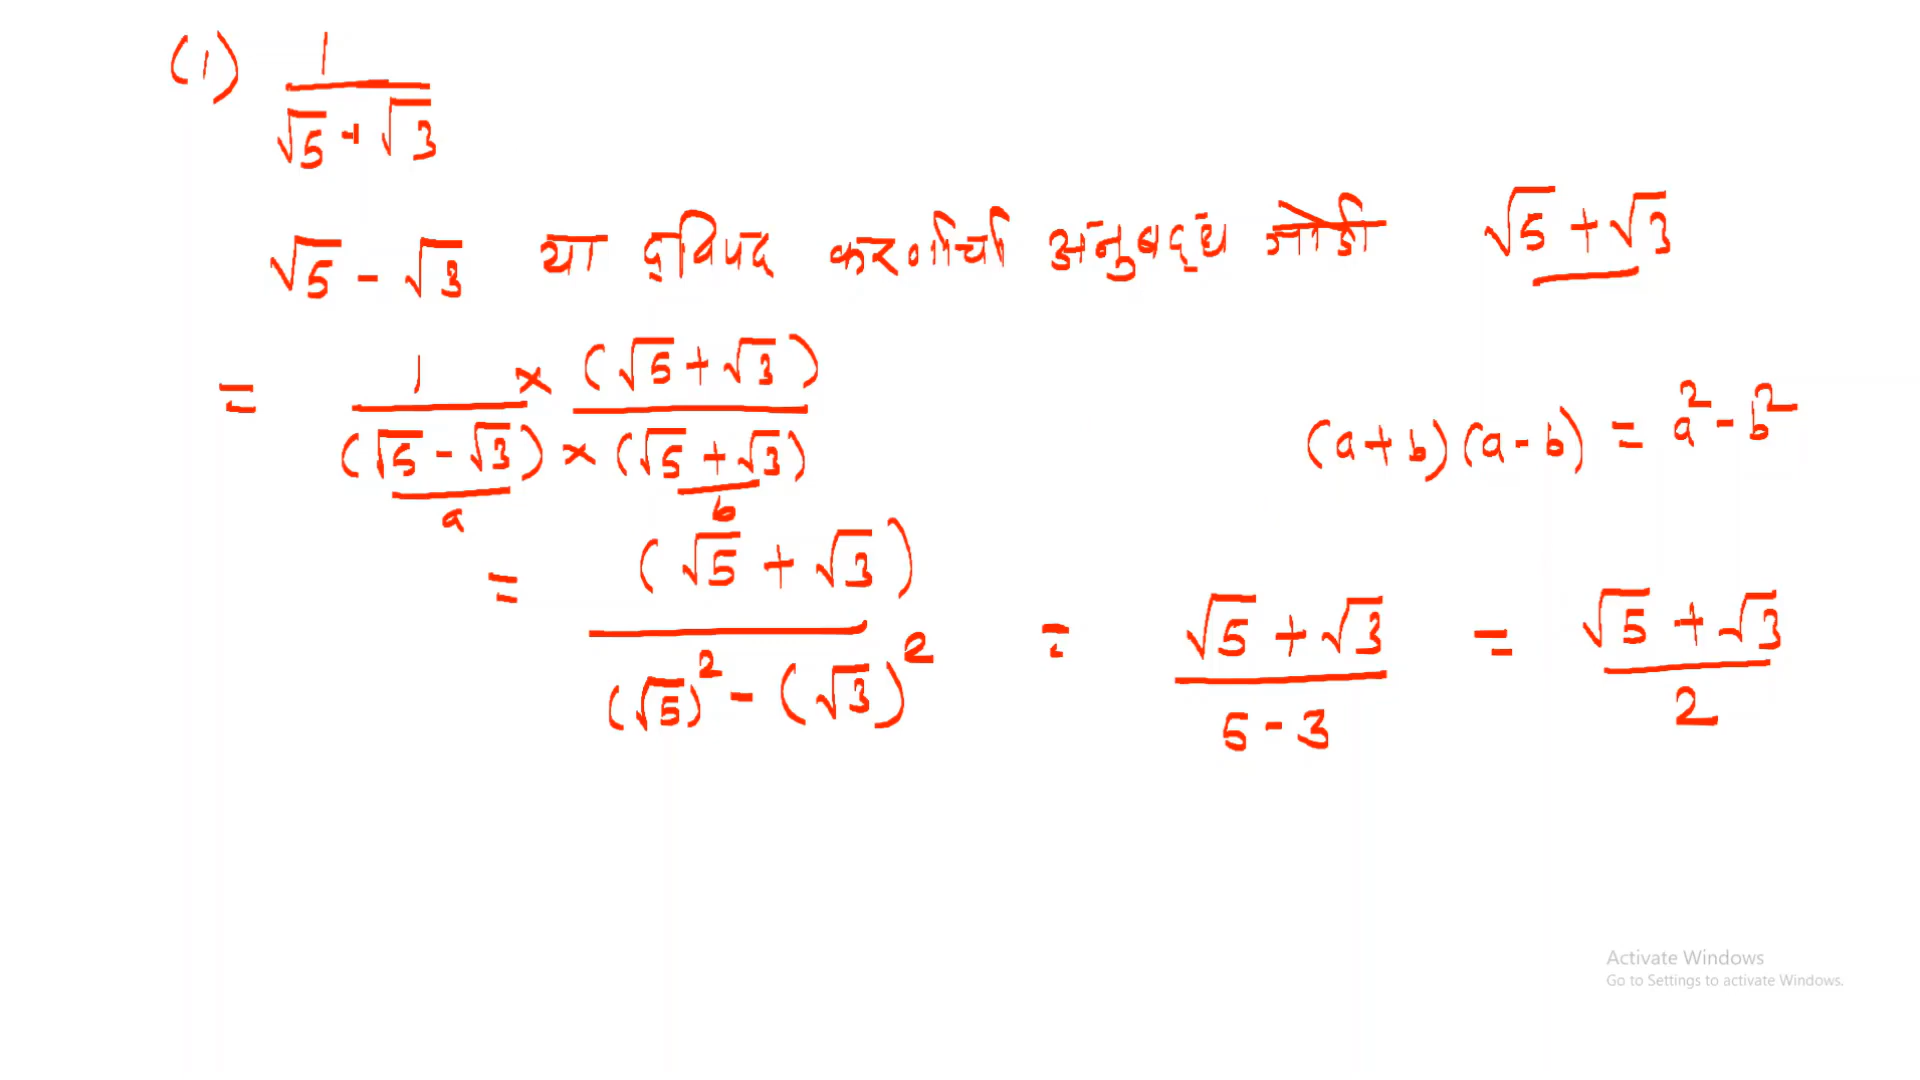 (1) 1/(√5 + √3)
√5 - √3 या द्विपद करणीची अनुबद्ध जोडी √5 + √3
= 1/(√5 - √3) × (√5 + √3)/(√5 + √3)
a b
(a+b)(a-b) = a² - b²
= (√5 + √3)/((√5)² - (√3)²) = (√5 + √3)/(5 - 3) = (√5 + √3)/2
Activate Windows
Go to Settings to activate Windows.